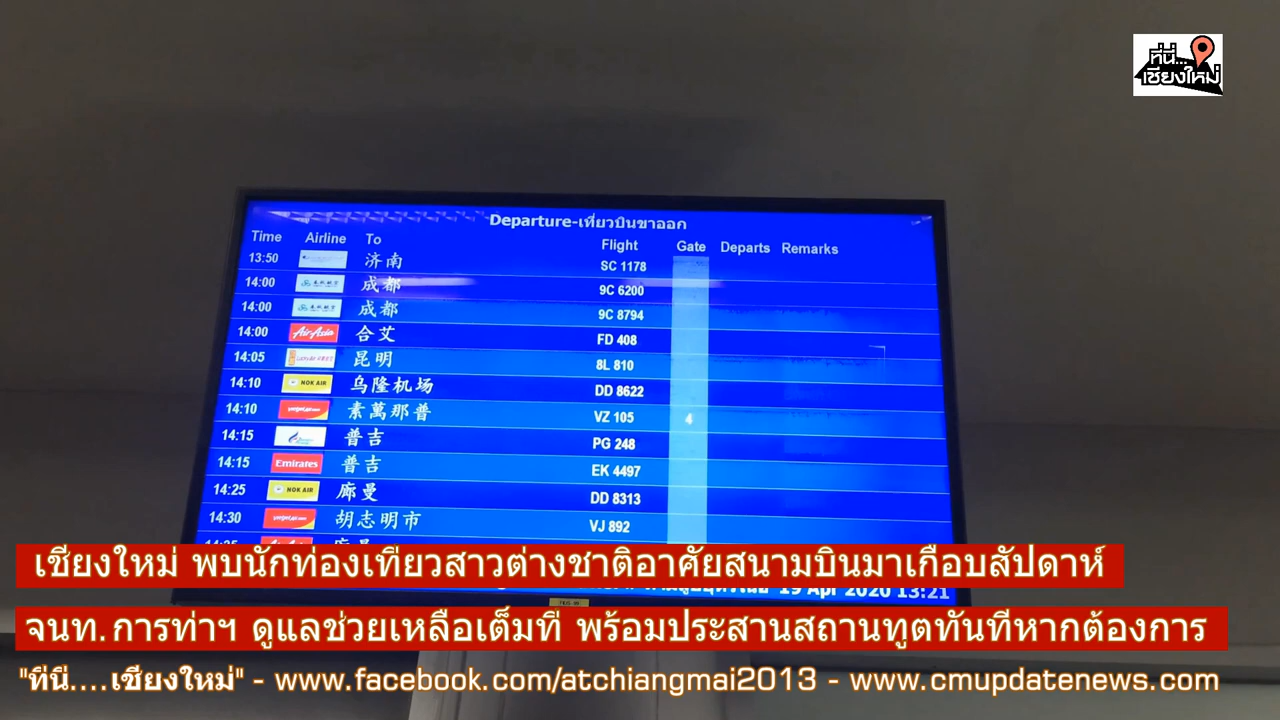 ที่นี่...
เชียงใหม่
Departure-เที่ยวบินขาออก
Time Airline To Flight Gate Departs Remarks
13:50 济南 SC 1178
14:00 成都 9C 6200
14:00 成都 9C 8794
14:00 AirAsia 合艾 FD 408
14:05 昆明 8L 810
14:10 NOK AIR 乌隆机场 DD 8622
14:10 vietjet 素萬那普 VZ 105 4
14:15 普吉 PG 248
14:15 Emirates 普吉 EK 4497
14:25 NOK AIR 廊曼 DD 8313
14:30 vietjet 胡志明市 VJ 892
19 Apr 2020 13:21
เชียงใหม่ พบนักท่องเที่ยวสาวต่างชาติอาศัยสนามบินมาเกือบสัปดาห์
จนท.การท่าฯ ดูแลช่วยเหลือเต็มที่ พร้อมประสานสถานทูตทันทีหากต้องการ
"ที่นี่....เชียงใหม่" - www.facebook.com/atchiangmai2013 - www.cmupdatenews.com